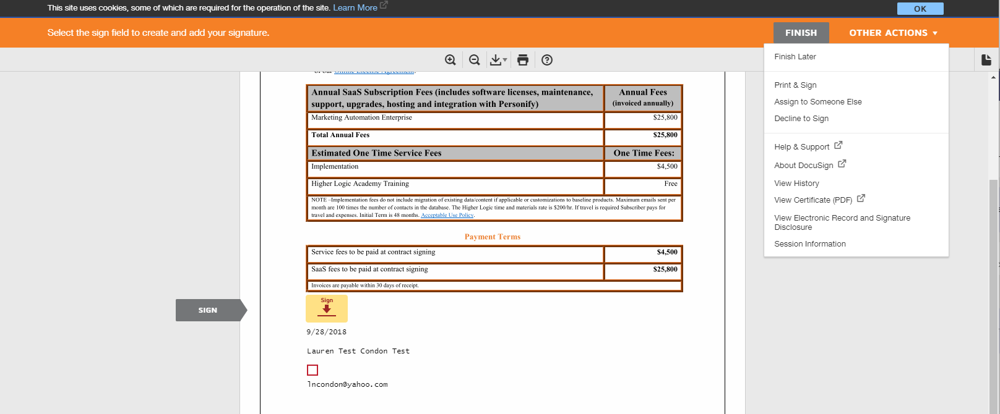 This site uses cookies, some of which are required for the operation of the site. Learn More
OK
Select the sign field to create and add your signature.
FINISH
OTHER ACTIONS
Finish Later
Print & Sign
Assign to Someone Else
Decline to Sign
Help & Support
About DocuSign
View History
View Certificate (PDF)
View Electronic Record and Signature
Disclosure
Session Information
of our Online License Agreement.
Annual SaaS Subscription Fees (includes software licenses, maintenance,
support, upgrades, hosting and integration with Personify)
Annual Fees
(invoiced annually)
Marketing Automation Enterprise
$25,800
Total Annual Fees
$25,800
Estimated One Time Service Fees
One Time Fees:
Implementation
$4,500
Higher Logic Academy Training
Free
NOTE –Implementation fees do not include migration of existing data/content if applicable or customizations to baseline products. Maximum emails sent per
month are 100 times the number of contacts in the database. The Higher Logic time and materials rate is $200/hr. If travel is required Subscriber pays for
travel and expenses. Initial Term is 48 months. Acceptable Use Policy.
Payment Terms
Service fees to be paid at contract signing
$4,500
SaaS fees to be paid at contract signing
$25,800
Invoices are payable within 30 days of receipt.
SIGN
Sign
9/28/2018
Lauren Test Condon Test
lncondon@yahoo.com